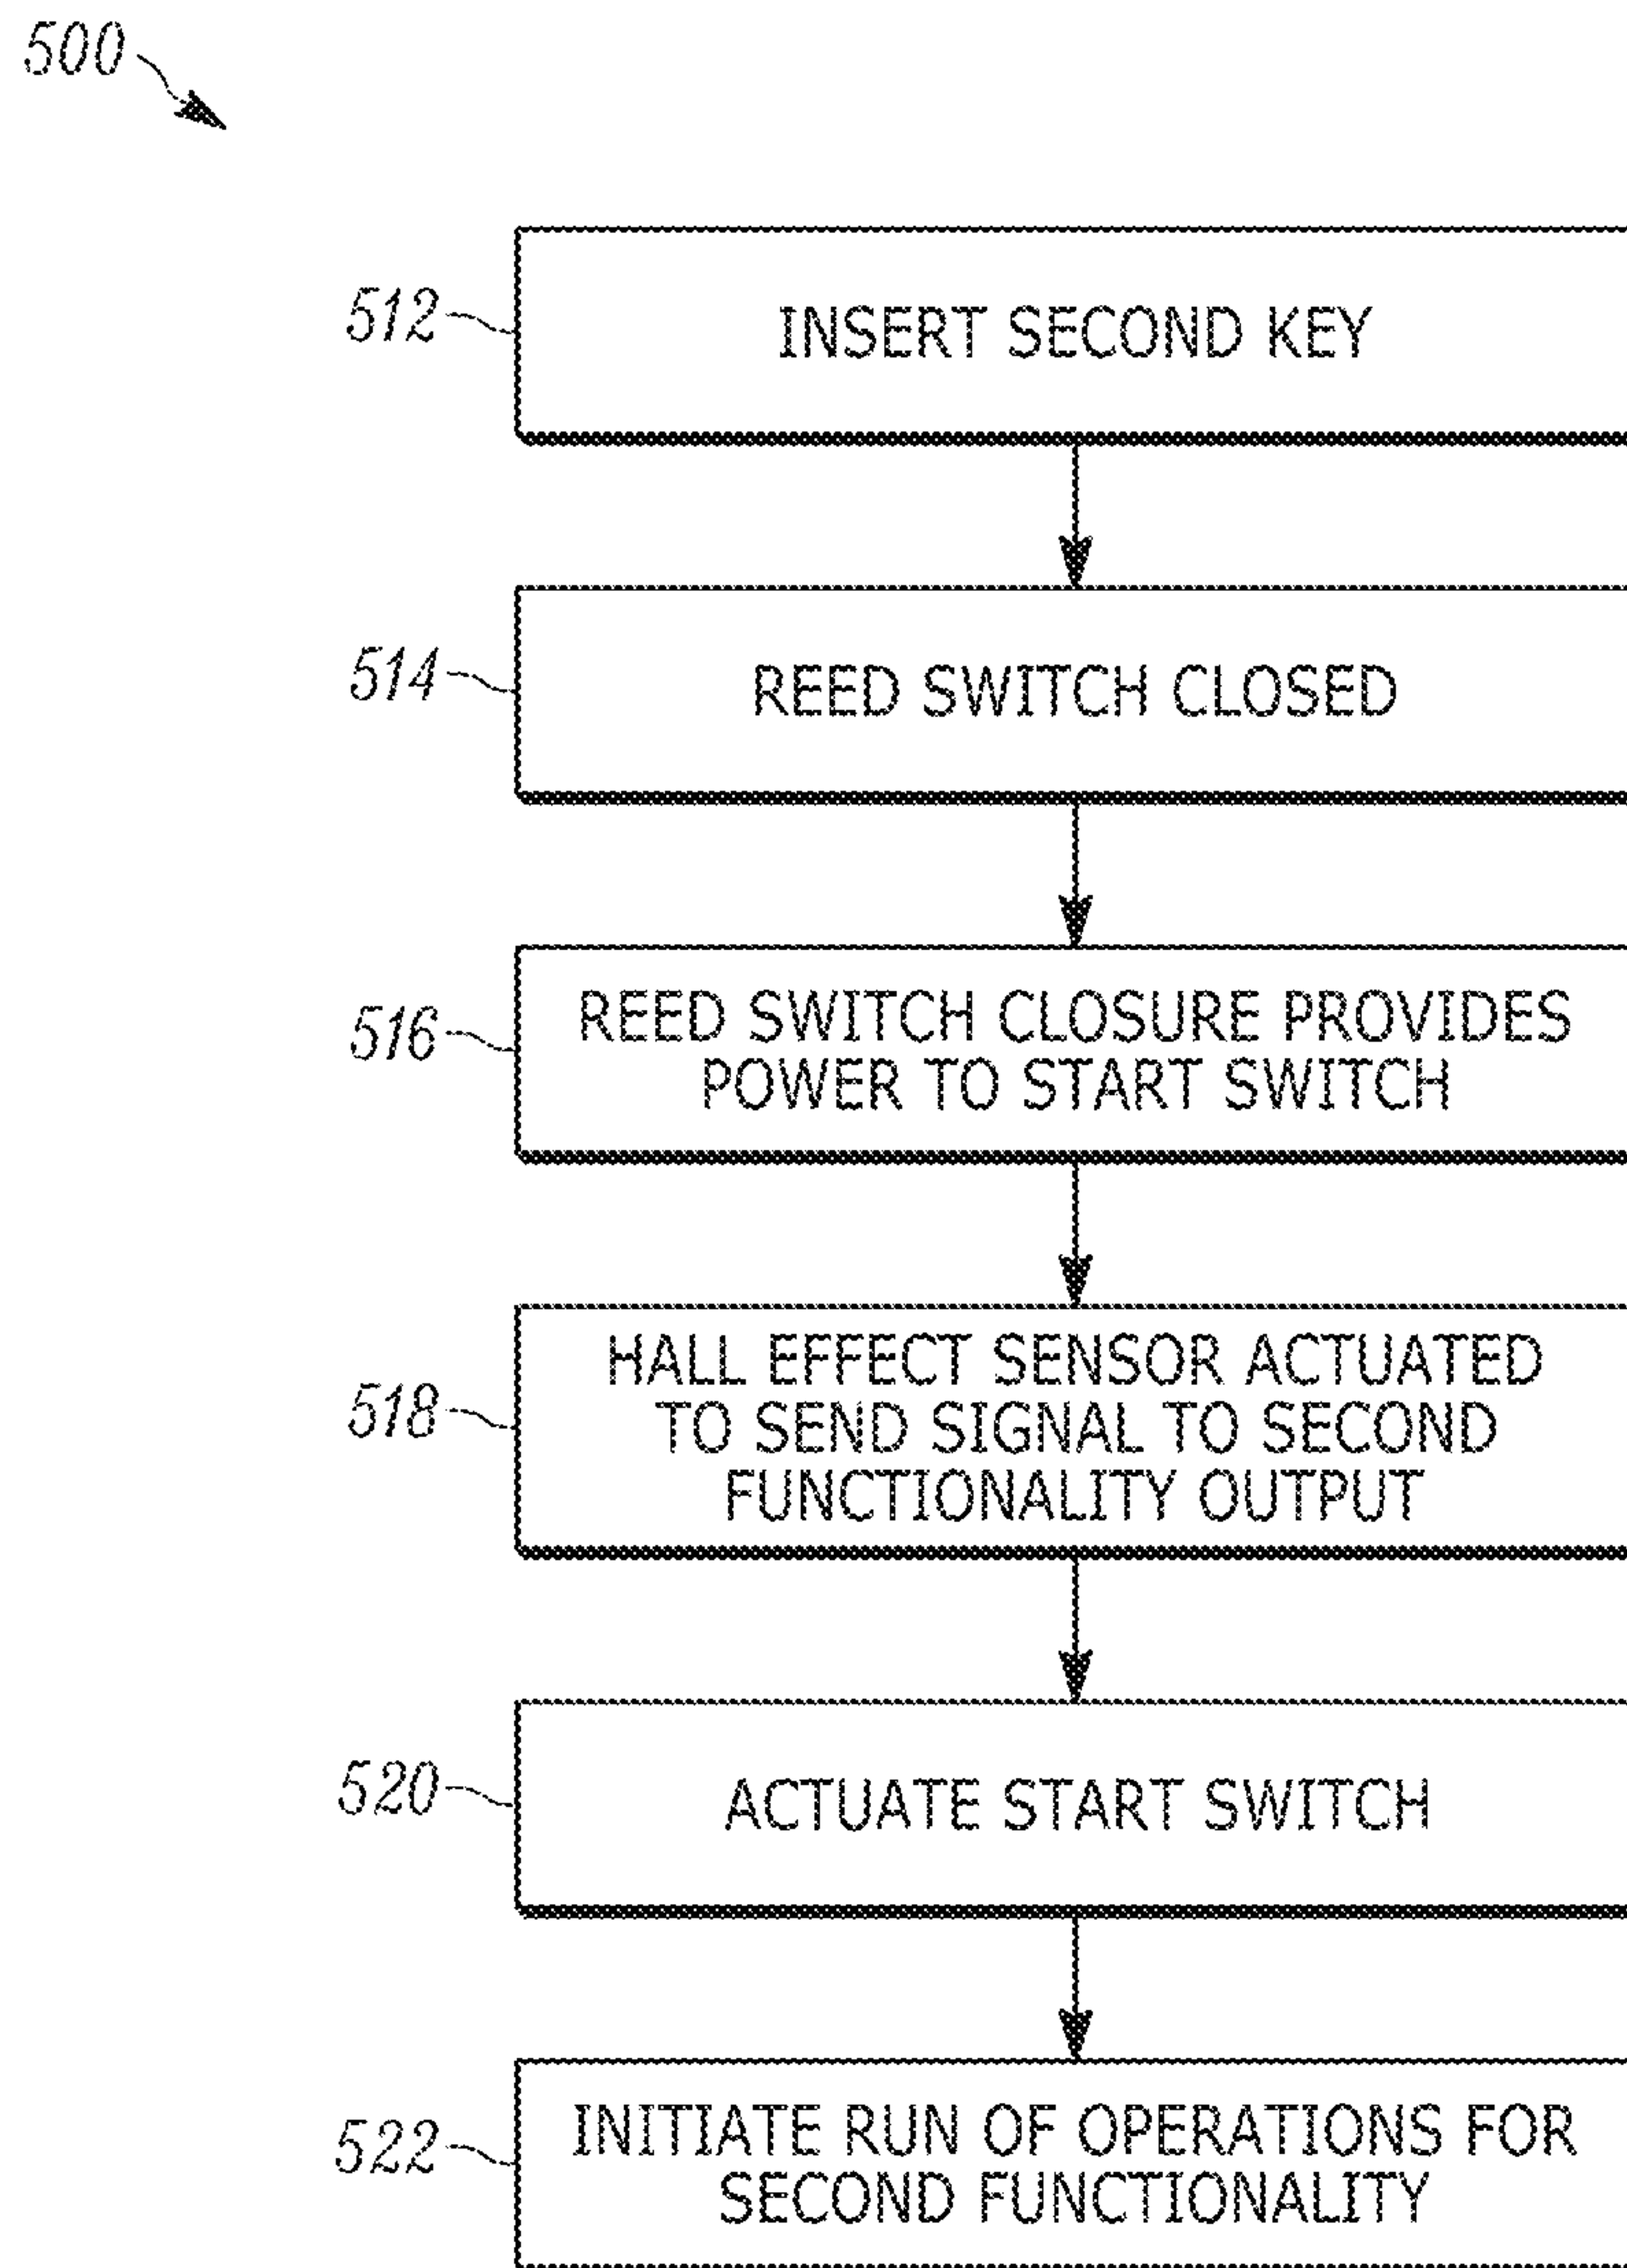 500
512
INSERT SECOND KEY
514
REED SWITCH CLOSED
516
REED SWITCH CLOSURE PROVIDES
POWER TO START SWITCH
518
HALL EFFECT SENSOR ACTUATED
TO SEND SIGNAL TO SECOND
FUNCTIONALITY OUTPUT
520
ACTUATE START SWITCH
522
INITIATE RUN OF OPERATIONS FOR
SECOND FUNCTIONALITY